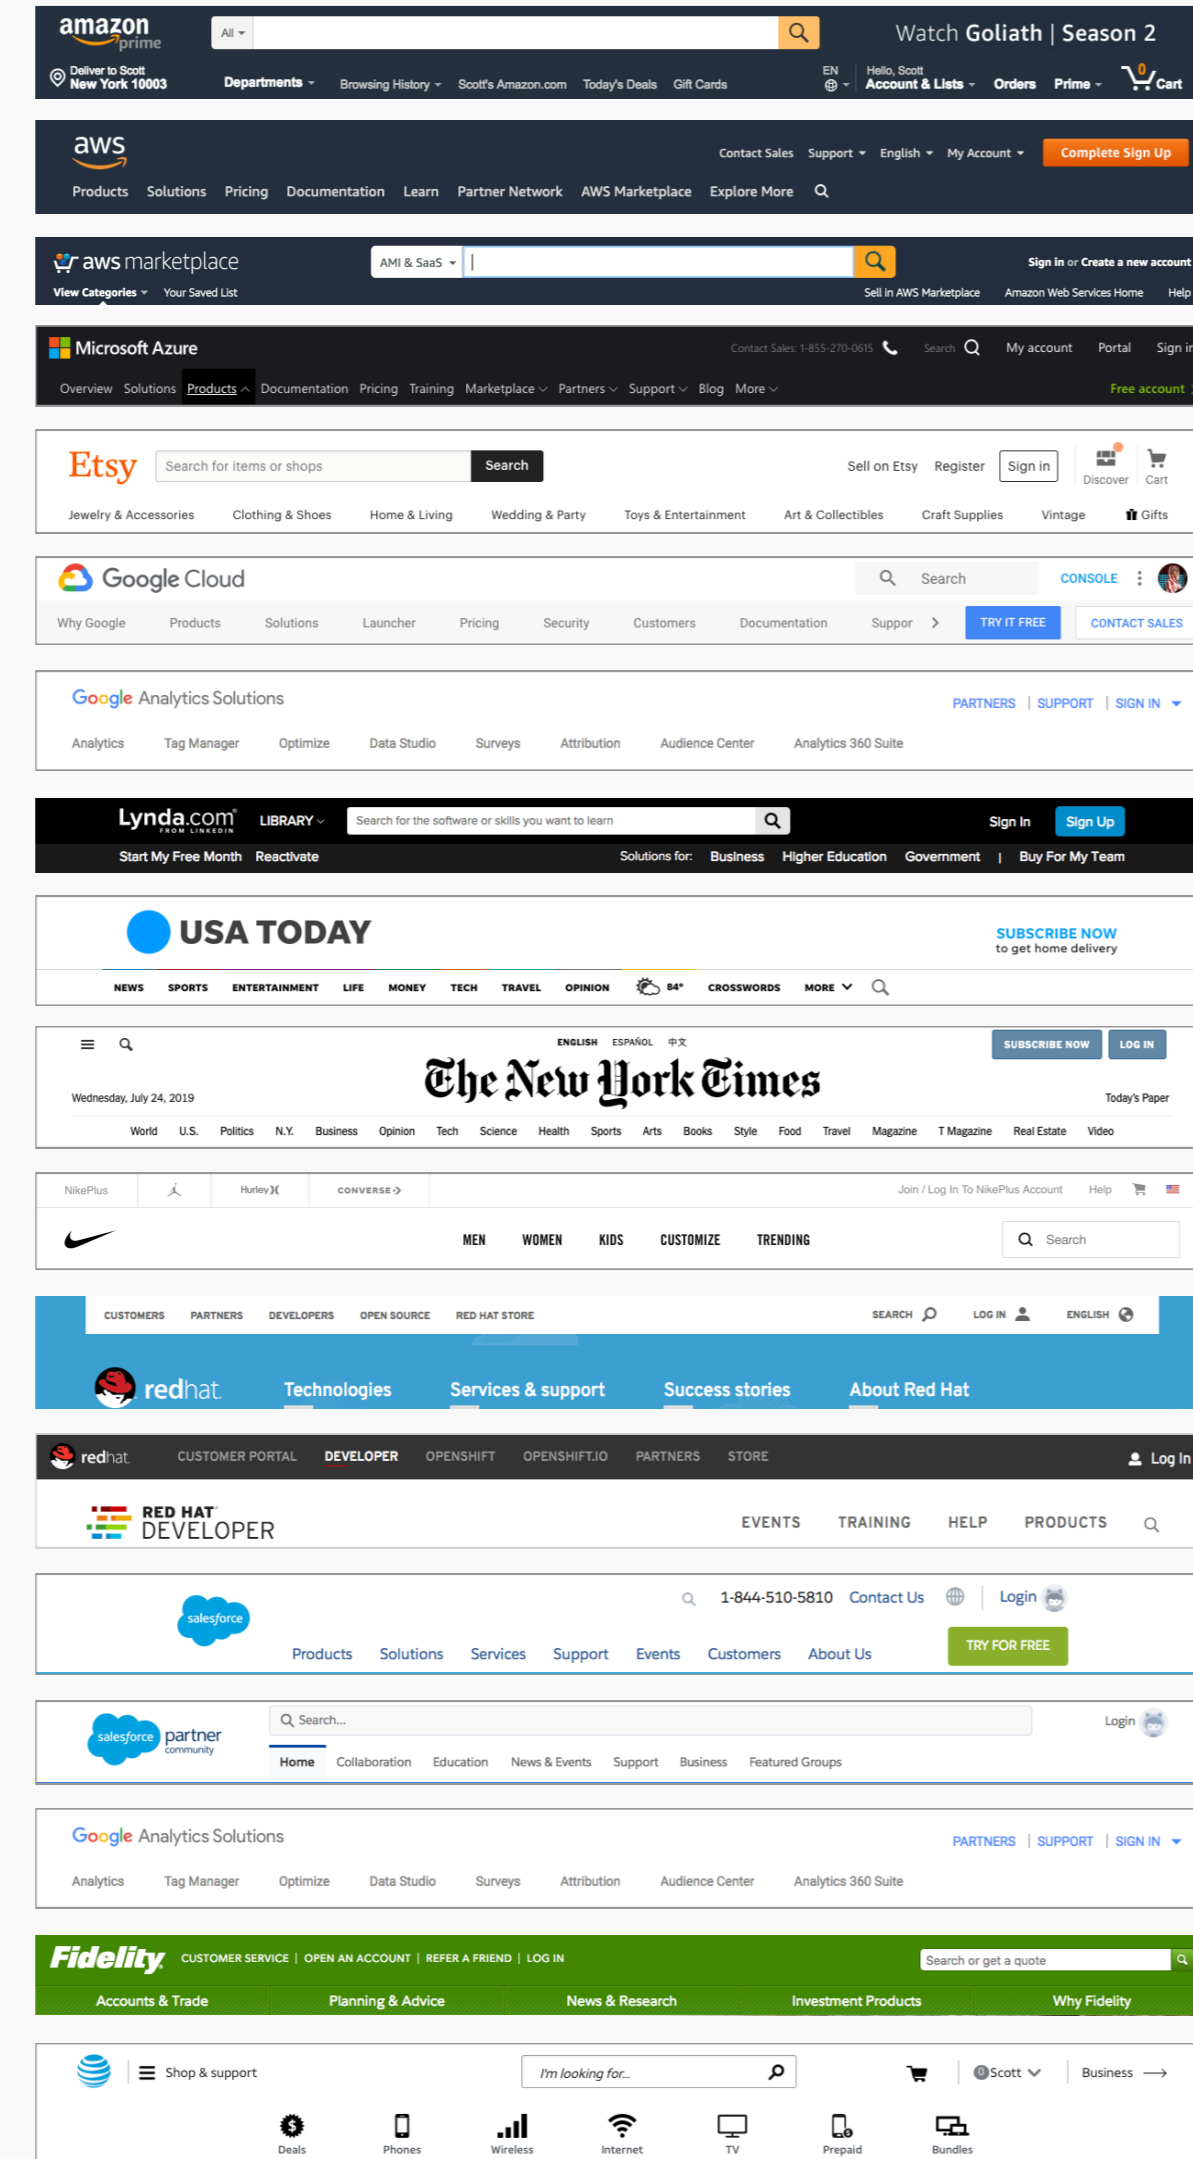 amazon prime All Watch Goliath | Season 2
Deliver to Scott
New York 10003 Departments Browsing History Scott's Amazon.com Today's Deals Gift Cards EN Hello, Scott Account & Lists Orders Prime 0 Cart
aws Contact Sales Support English My Account Complete Sign Up
Products Solutions Pricing Documentation Learn Partner Network AWS Marketplace Explore More
aws marketplace AMI & SaaS Sign in or Create a new account
View Categories Your Saved List Sell in AWS Marketplace Amazon Web Services Home Help
Microsoft Azure Contact Sales: 1-855-270-0615 Search My account Portal Sign in
Overview Solutions Products Documentation Pricing Training Marketplace Partners Support Blog More Free account
Etsy Search for items or shops Search Sell on Etsy Register Sign in Discover Cart
Jewelry & Accessories Clothing & Shoes Home & Living Wedding & Party Toys & Entertainment Art & Collectibles Craft Supplies Vintage Gifts
Google Cloud Search CONSOLE
Why Google Products Solutions Launcher Pricing Security Customers Documentation Suppor TRY IT FREE CONTACT SALES
Google Analytics Solutions PARTNERS | SUPPORT | SIGN IN
Analytics Tag Manager Optimize Data Studio Surveys Attribution Audience Center Analytics 360 Suite
Lynda.com FROM LINKEDIN LIBRARY Search for the software or skills you want to learn Sign In Sign Up
Start My Free Month Reactivate Solutions for: Business Higher Education Government | Buy For My Team
USA TODAY SUBSCRIBE NOW
to get home delivery
NEWS SPORTS ENTERTAINMENT LIFE MONEY TECH TRAVEL OPINION 84° CROSSWORDS MORE
ENGLISH ESPAÑOL 中文 SUBSCRIBE NOW LOG IN
The New York Times
Wednesday, July 24, 2019 Today's Paper
World U.S. Politics N.Y. Business Opinion Tech Science Health Sports Arts Books Style Food Travel Magazine T Magazine Real Estate Video
NikePlus Hurley CONVERSE Join / Log In To NikePlus Account Help
MEN WOMEN KIDS CUSTOMIZE TRENDING Search
CUSTOMERS PARTNERS DEVELOPERS OPEN SOURCE RED HAT STORE SEARCH LOG IN ENGLISH
redhat. Technologies Services & support Success stories About Red Hat
redhat. CUSTOMER PORTAL DEVELOPER OPENSHIFT OPENSHIFT.IO PARTNERS STORE Log In
RED HAT
DEVELOPER EVENTS TRAINING HELP PRODUCTS
salesforce 1-844-510-5810 Contact Us Login
Products Solutions Services Support Events Customers About Us TRY FOR FREE
salesforce partner community Search... Login
Home Collaboration Education News & Events Support Business Featured Groups
Google Analytics Solutions PARTNERS | SUPPORT | SIGN IN
Analytics Tag Manager Optimize Data Studio Surveys Attribution Audience Center Analytics 360 Suite
Fidelity CUSTOMER SERVICE | OPEN AN ACCOUNT | REFER A FRIEND | LOG IN Search or get a quote
Accounts & Trade Planning & Advice News & Research Investment Products Why Fidelity
Shop & support I'm looking for... 0 Scott Business
Deals Phones Wireless Internet TV Prepaid Bundles